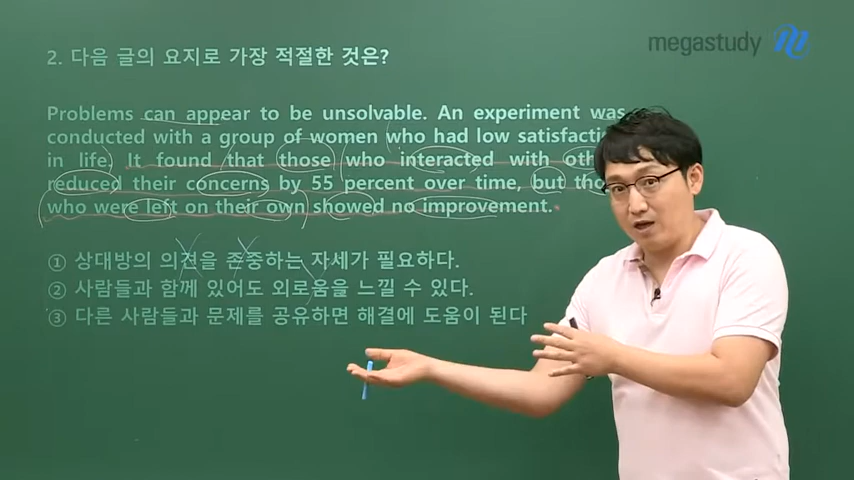 megastudy
2. 다음 글의 요지로 가장 적절한 것은?
Problems can appear to be unsolvable. An experiment was
conducted with a group of women who had low
in life. It found that those who interacted with
reduced their concerns by 55 percent over time, but
who were left on their own showed no improvement.
① 상대방의 의견을 존중하는 자세가 필요하다.
② 사람들과 함께 있어도 외로움을 느낄 수 있다.
③ 다른 사람들과 문제를 공유하면 해결에 도움이 된다